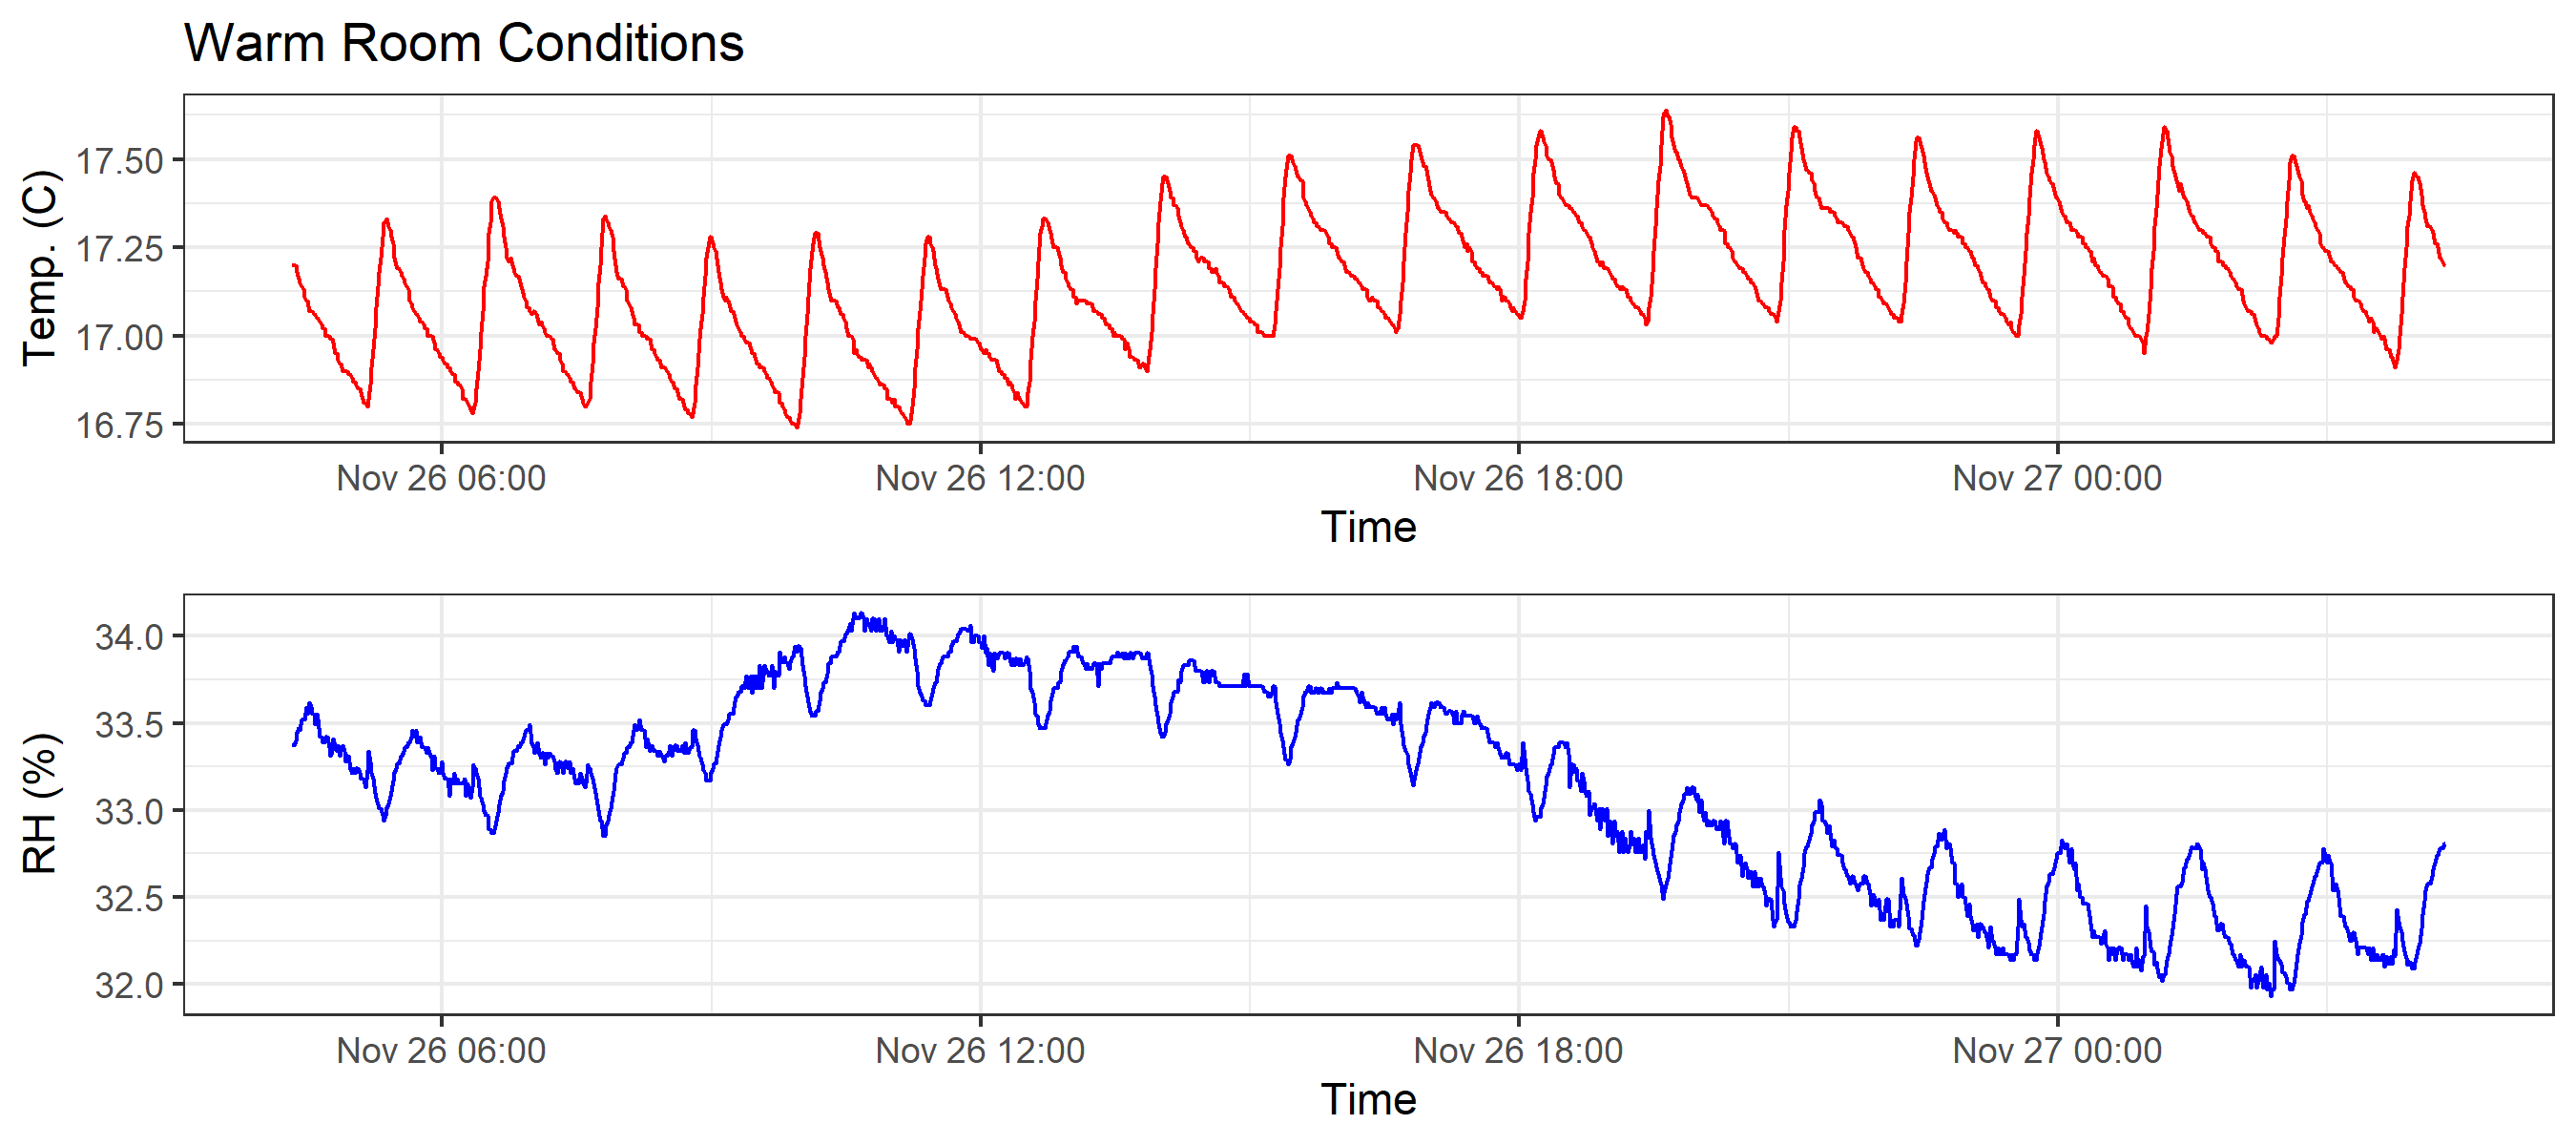 Warm Room Conditions
Temp. (C)
17.50
17.25
17.00
16.75
Nov 26 06:00 Nov 26 12:00 Nov 26 18:00 Nov 27 00:00
Time
RH (%)
34.0
33.5
33.0
32.5
32.0
Nov 26 06:00 Nov 26 12:00 Nov 26 18:00 Nov 27 00:00
Time